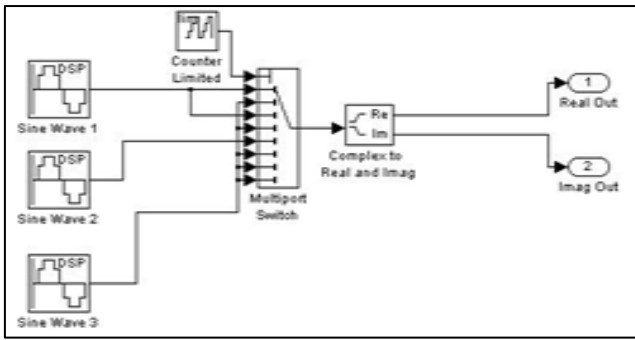 Counter
Limited
DSP
Sine Wave 1
DSP
Sine Wave 2
DSP
Sine Wave 3
Multiport
Switch
Re
Im
Complex to
Real and Imag
1
Real Out
2
Imag Out